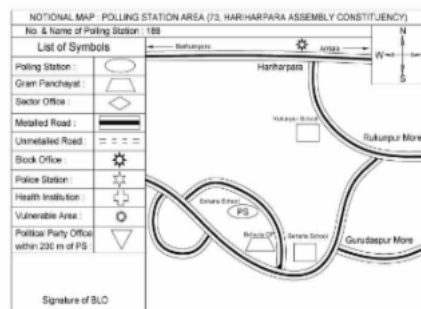 NOTIONAL MAP : POLLING STATION AREA (73, HARIHARPARA ASSEMBLY CONSTITUENCY)
No. & Name of Polling Station : 188
List of Symbols
Polling Station :
Gram Panchayat :
Sector Office :
Metalled Road :
Unmetalled Road :
Block Office :
Police Station :
Health Institution :
Vulnerable Area :
Political Party Office
within 200 m of PS :
Signature of BLO
Hariharpara
N
W
S
Rukunpur School
Rukunpur More
PS
Gurudaspur More